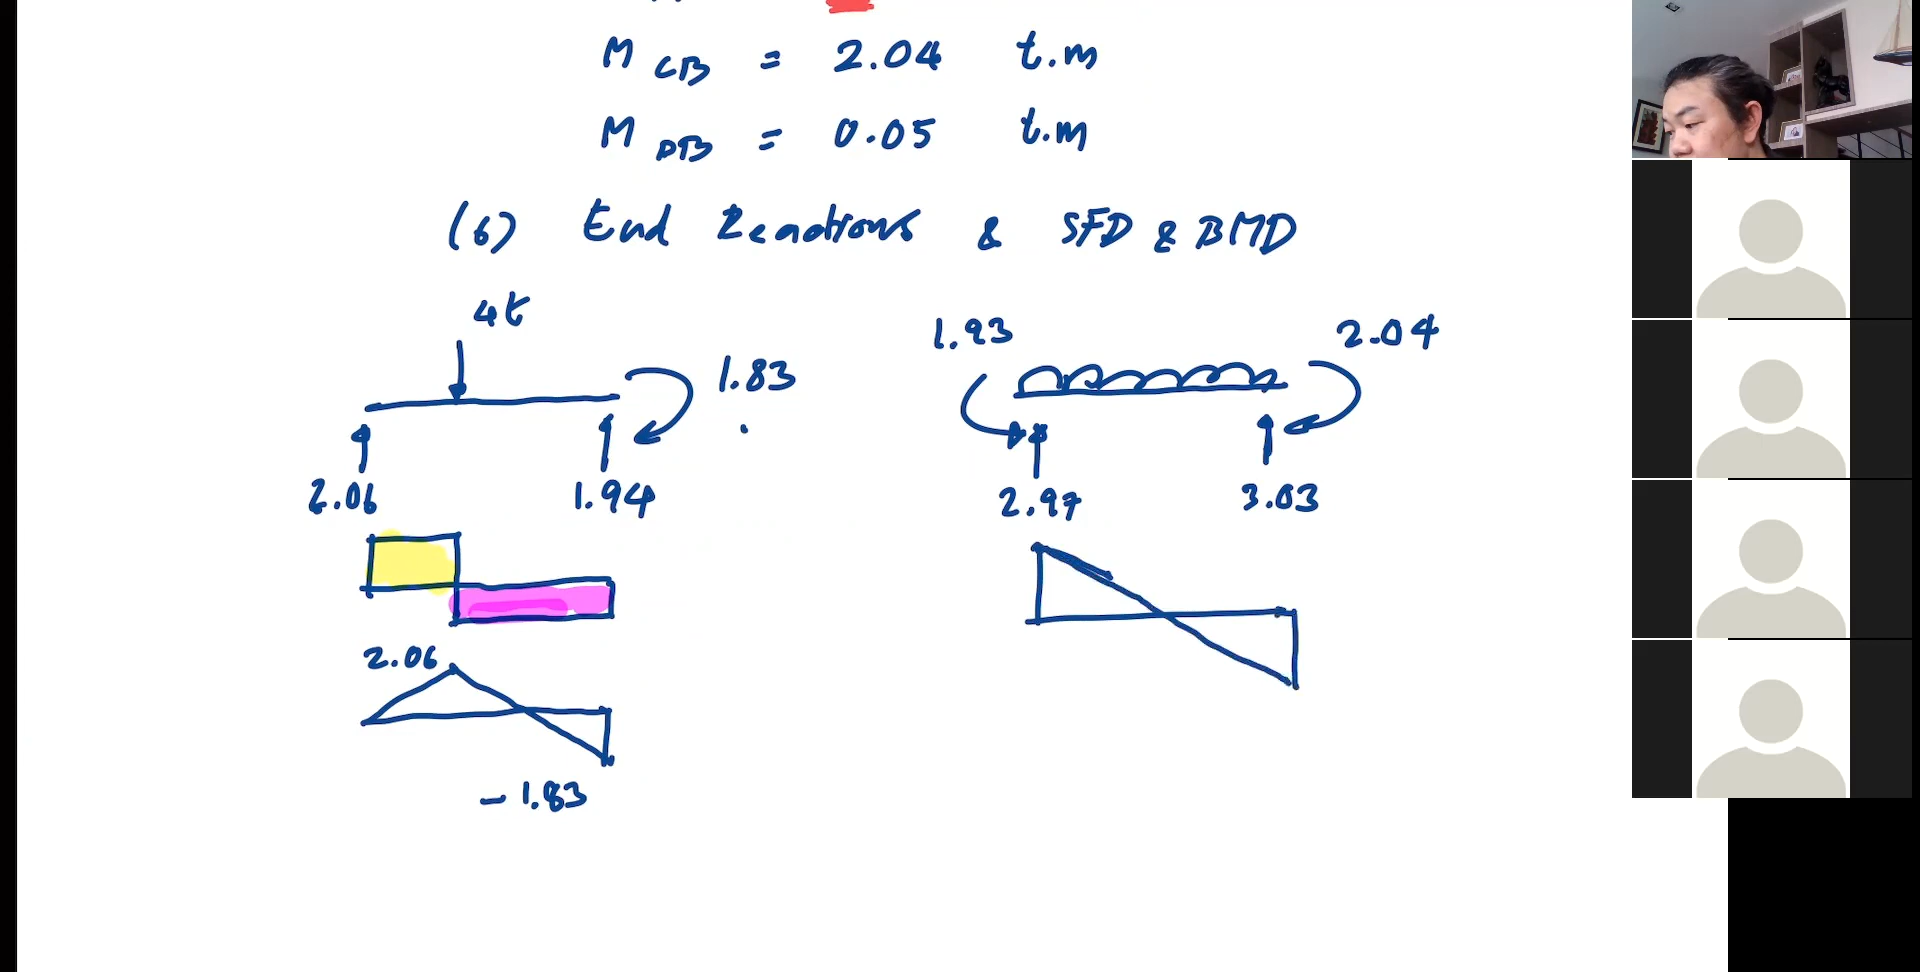 M CB = 2.04 t.m
M DB = 0.05 t.m
(6) End Reactions & SFD & BMD
4t
1.83
2.06
1.94
2.06
- 1.83
1.93
2.04
2.97
3.03